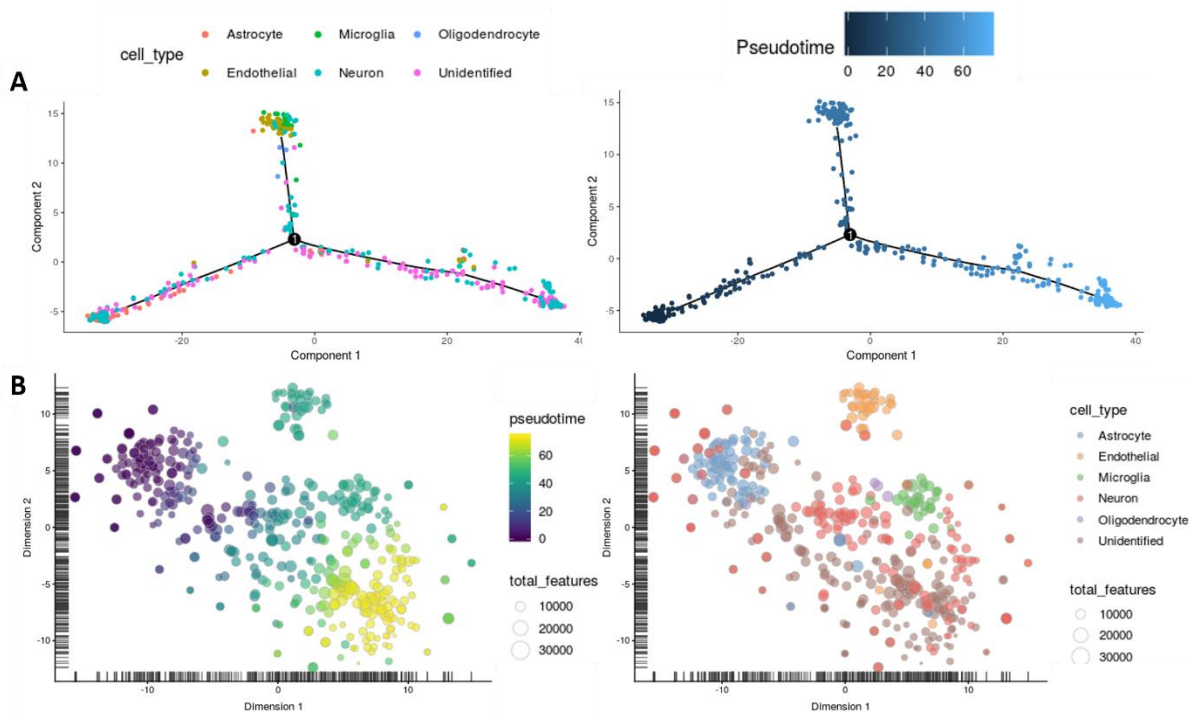 cell_type
Astrocyte Microglia Oligodendrocyte
Endothelial Neuron Unidentified
Pseudotime
0 20 40 60
A
15
10
5
0
-5
Component 2
-20 0 20 40
Component 1
1
15
10
5
0
-5
Component 2
-20 0 20 40
Component 1
1
B
10
5
0
-5
-10
Dimension 2
-10 0 10
Dimension 1
pseudotime
60
40
20
0
total_features
10000
20000
30000
10
5
0
-5
-10
Dimension 2
-10 0 10
Dimension 1
cell_type
Astrocyte
Endothelial
Microglia
Neuron
Oligodendrocyte
Unidentified
total_features
10000
20000
30000